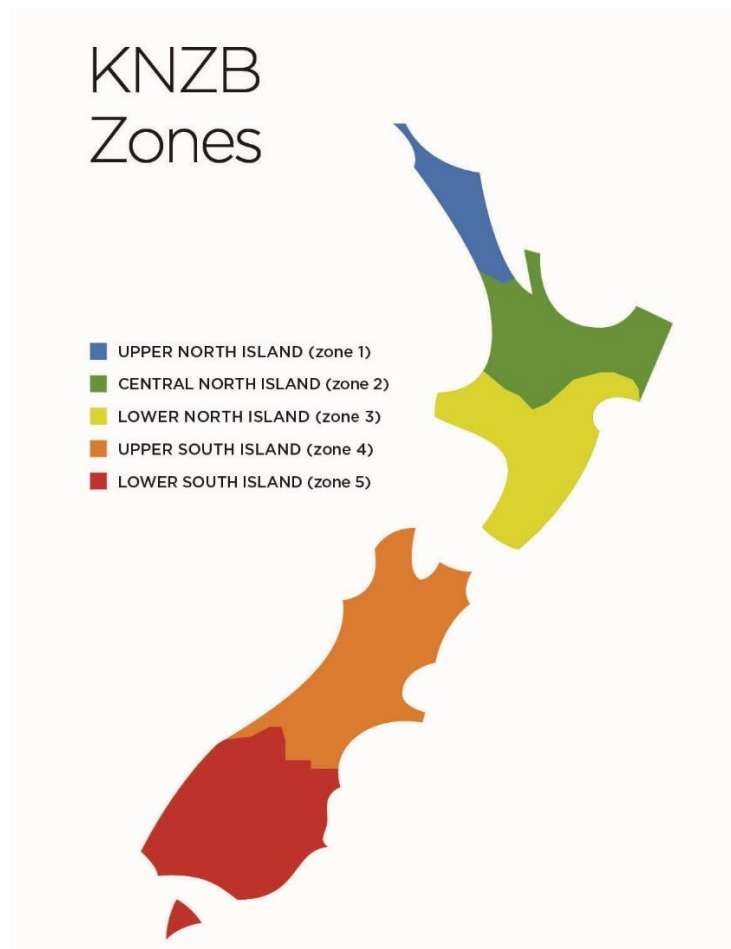 KNZB
Zones
UPPER NORTH ISLAND (zone 1)
CENTRAL NORTH ISLAND (zone 2)
LOWER NORTH ISLAND (zone 3)
UPPER SOUTH ISLAND (zone 4)
LOWER SOUTH ISLAND (zone 5)